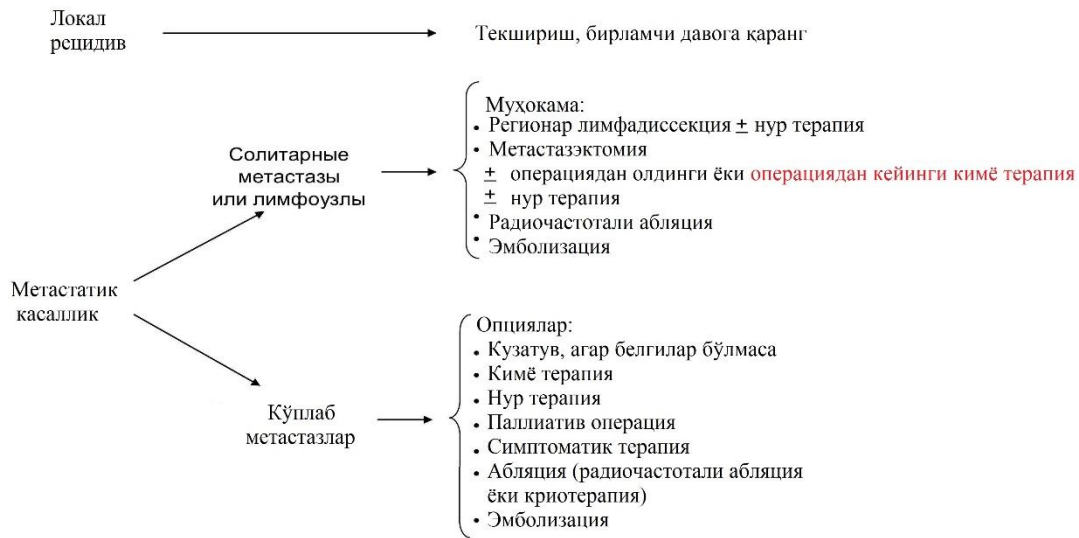 Локал
рецидив
Текшириш, бирламчи давога қаранг
Метастатик
касаллик
Солитарные
метастазы
или лимфоузлы
Муҳокама:
• Регионар лимфадиссекция ± нур терапия
• Метастазэктомия
± операциядан олдинги ёки операциядан кейинги кимё терапия
± нур терапия
• Радиочастотали абляция
• Эмболизация
Кўплаб
метастазлар
Опциялар:
• Кузатув, агар белгилар бўлмаса
• Кимё терапия
• Нур терапия
• Паллиатив операция
• Симптоматик терапия
• Абляция (радиочастотали абляция
ёки криотерапия)
• Эмболизация